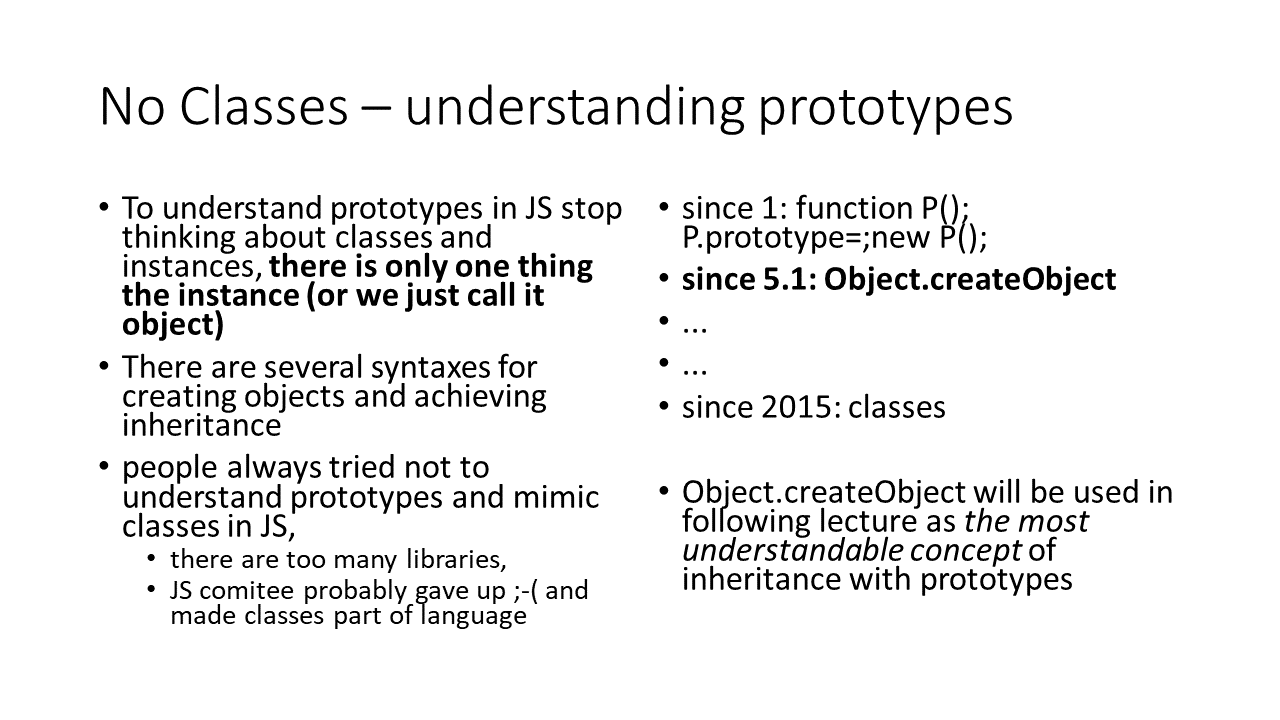 No Classes – understanding prototypes
• To understand prototypes in JS stop
thinking about classes and
instances, there is only one thing
the instance (or we just call it
object)
• There are several syntaxes for
creating objects and achieving
inheritance
• people always tried not to
understand prototypes and mimic
classes in JS,
• there are too many libraries,
• JS comitee probably gave up ;-( and
made classes part of language
• since 1: function P();
P.prototype=;new P();
• since 5.1: Object.createObject
• ...
• ...
• since 2015: classes
• Object.createObject will be used in
following lecture as the most
understandable concept of
inheritance with prototypes